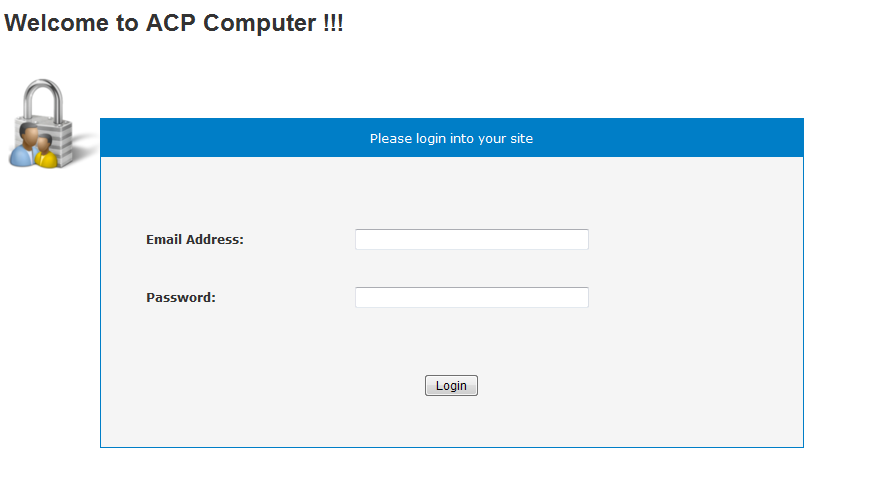 Welcome to ACP Computer !!!
Please login into your site
Email Address:
Password:
Login